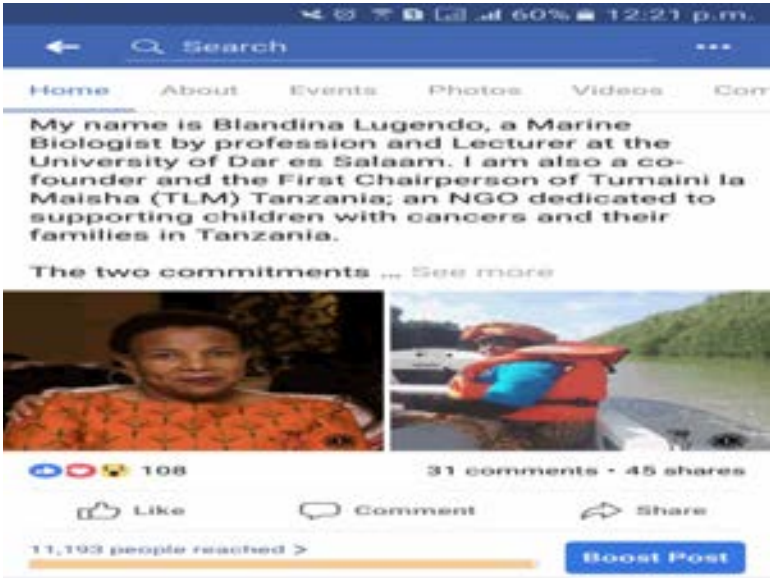 60% 12:21 p.m.
Search
Home About Events Photos Videos Com
My name is Blandina Lugendo, a Marine
Biologist by profession and Lecturer at the
University of Dar es Salaam. I am also a co-
founder and the First Chairperson of Tumaini la
Maisha (TLM) Tanzania; an NGO dedicated to
supporting children with cancers and their
families in Tanzania.
The two commitments ... See more
108 31 comments • 45 shares
Like Comment Share
11,193 people reached >
Boost Post